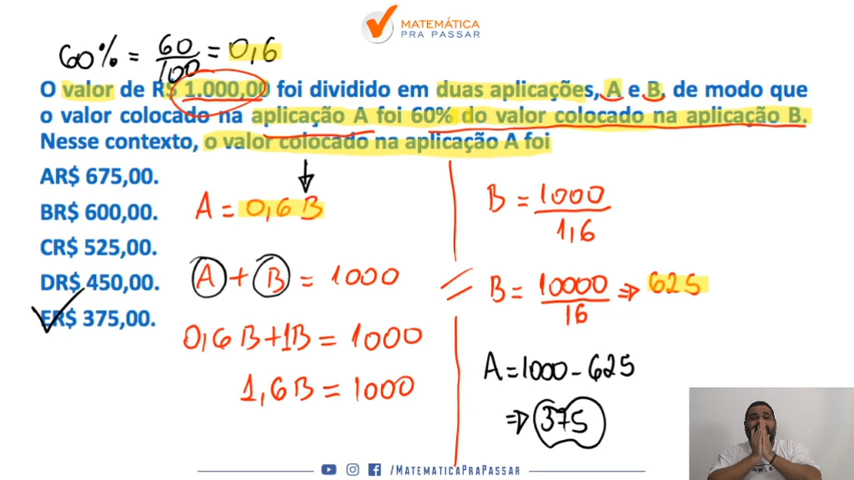 MATEMÁTICA
PRA PASSAR
60% = 60/100 = 0,6
O valor de R$ 1.000,00 foi dividido em duas aplicações, A e B, de modo que
o valor colocado na aplicação A foi 60% do valor colocado na aplicação B.
Nesse contexto, o valor colocado na aplicação A foi
AR$ 675,00.
BR$ 600,00.
CR$ 525,00.
DR$ 450,00.
ER$ 375,00.
A = 0,6 B
A + B = 1000
0,6 B + 1B = 1000
1,6 B = 1000
B = 1000/1,6
B = 10000/16 ⇒ 625
A = 1000 - 625
⇒ 375
/MATEMATICAPRAPASSAR